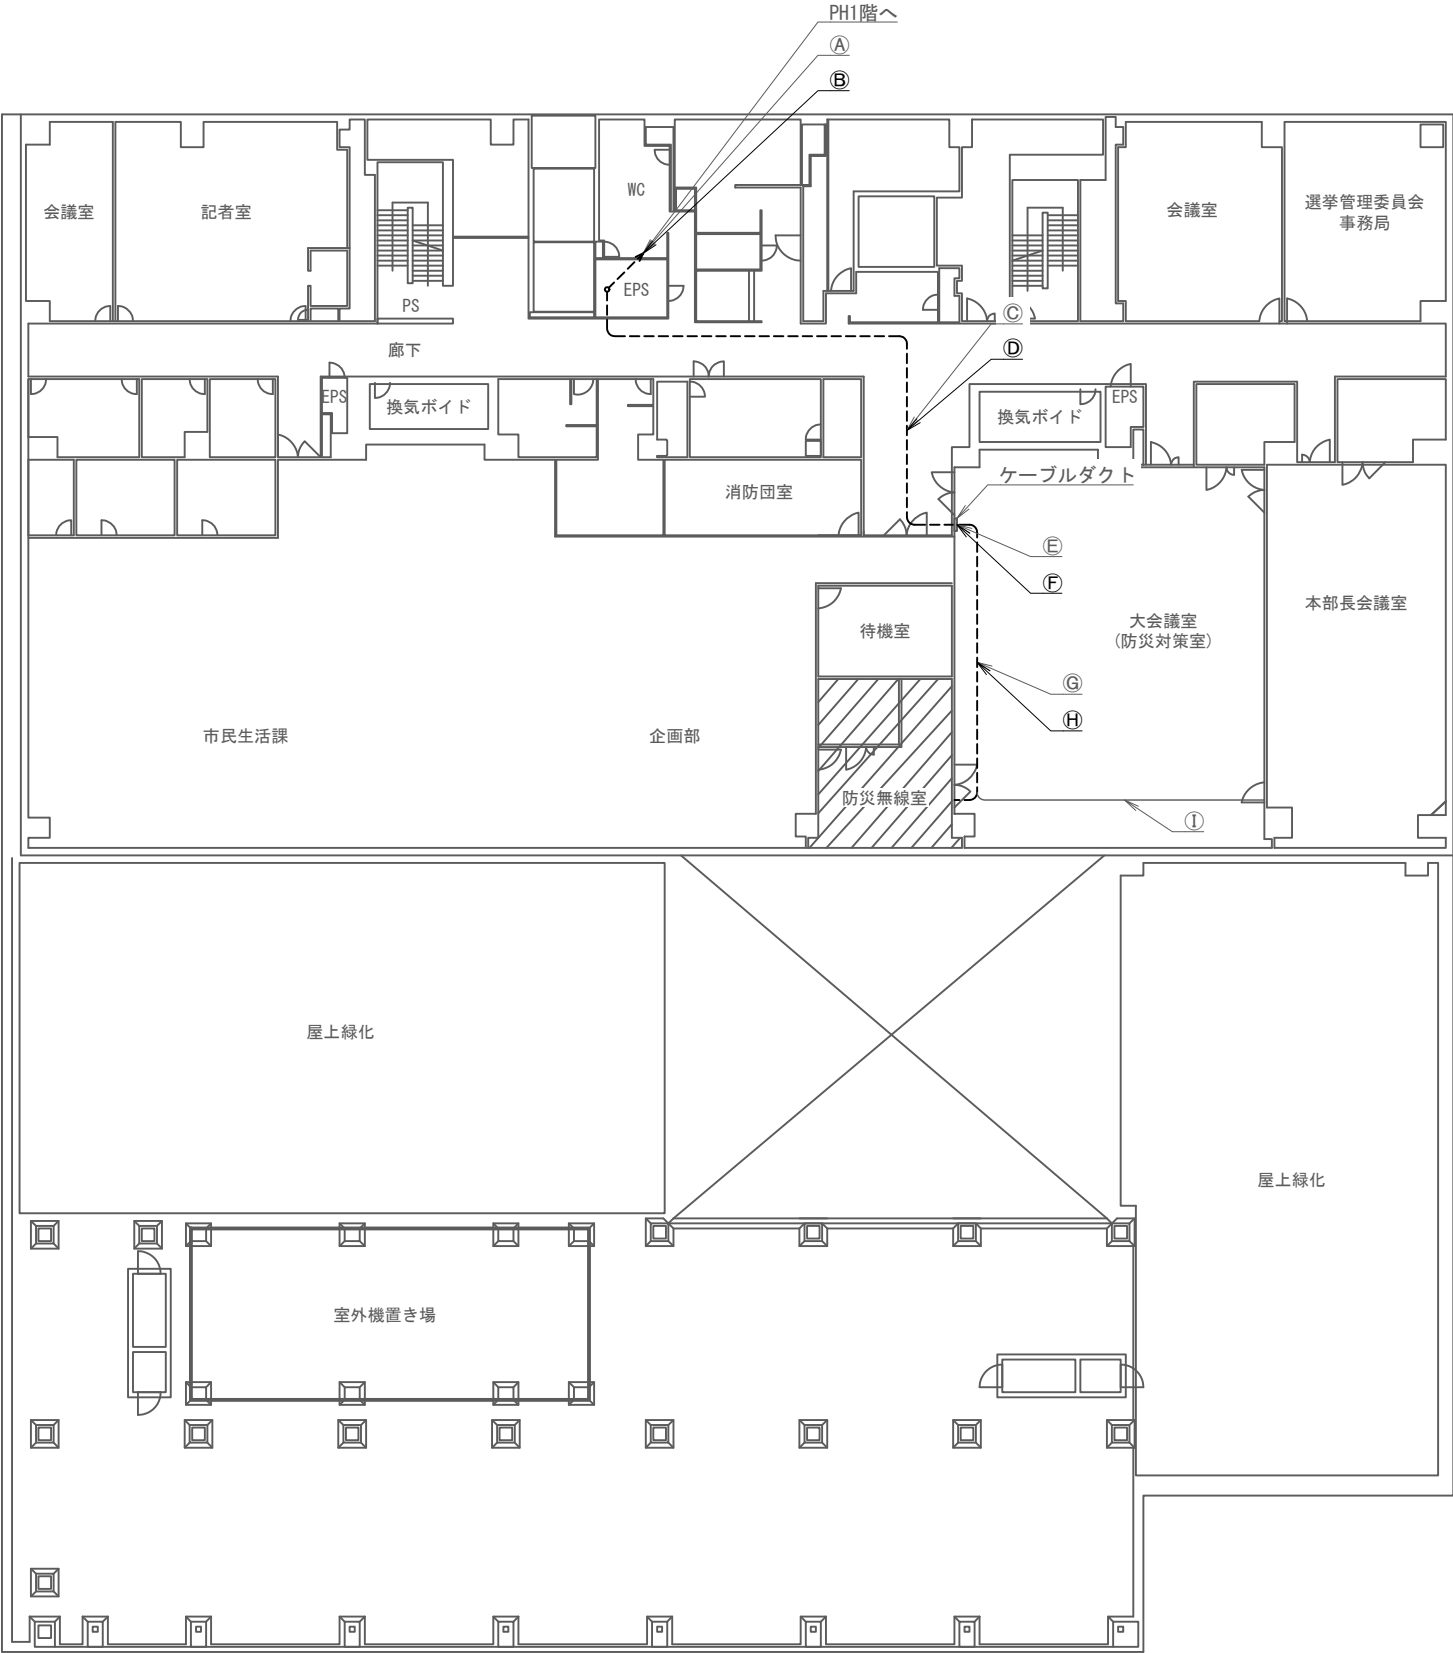 PH1階へ
Ⓐ
Ⓑ
会議室
記者室
WC
会議室
選挙管理委員会
事務局
EPS
PS
Ⓒ
廊下
Ⓓ
EPS
換気ボイド
換気ボイド
EPS
ケーブルダクト
消防団室
Ⓔ
Ⓕ
本部長会議室
大会議室
(防災対策室)
待機室
Ⓖ
Ⓗ
市民生活課
企画部
防災無線室
Ⓘ
屋上緑化
屋上緑化
室外機置き場